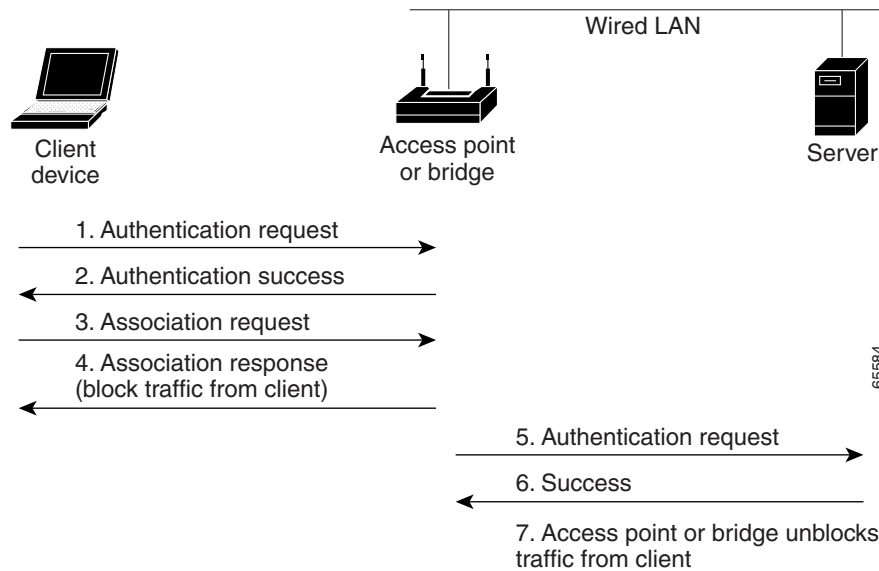 Wired LAN
Client
device
Access point
or bridge
Server
1. Authentication request
2. Authentication success
3. Association request
4. Association response
(block traffic from client)
65584
5. Authentication request
6. Success
7. Access point or bridge unblocks
traffic from client